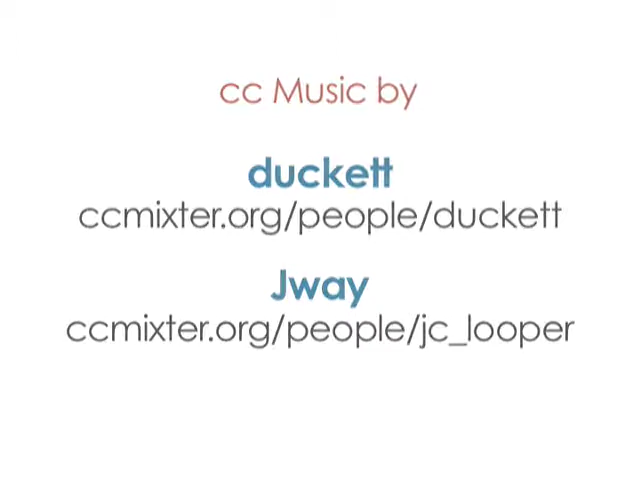 cc Music by
duckett
ccmixter.org/people/duckett
Jway
ccmixter.org/people/jc_looper